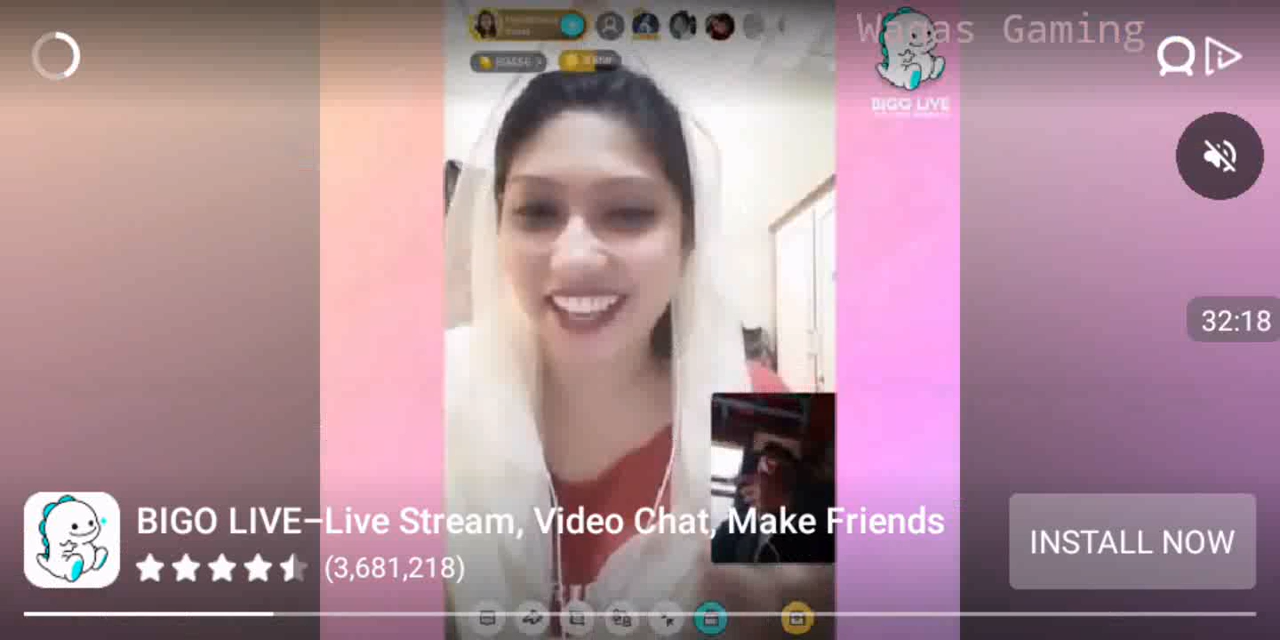 Waqas Gaming
BIGO LIVE
32:18
BIGO LIVE–Live Stream, Video Chat, Make Friends
(3,681,218)
INSTALL NOW